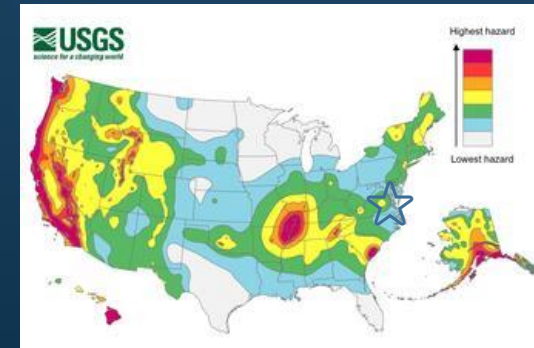 USGS
science for a changing world
Highest hazard
Lowest hazard